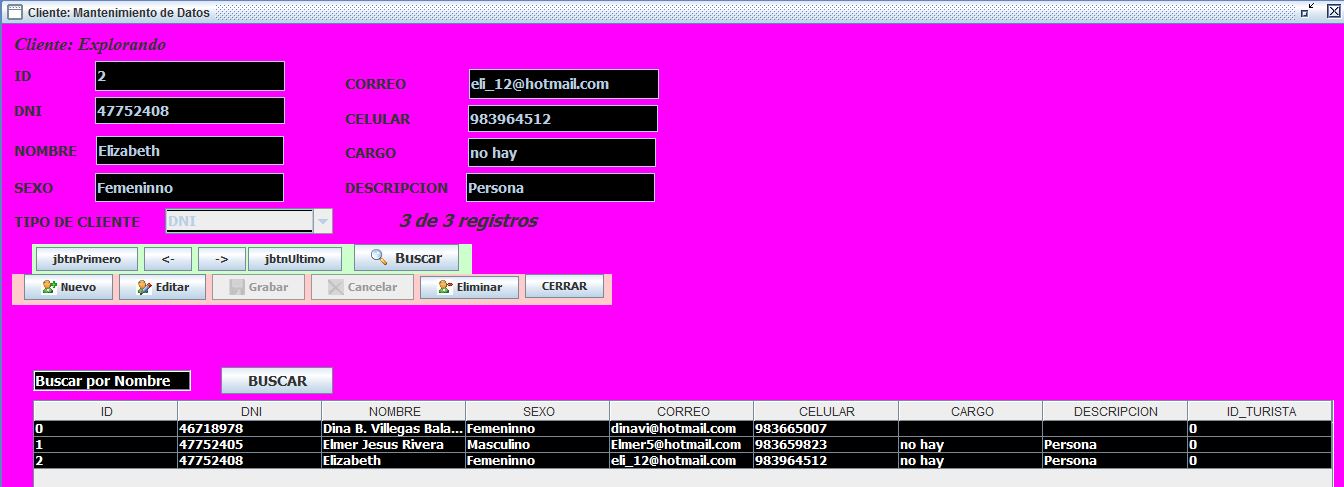 Cliente: Mantenimiento de Datos
Cliente: Explorando
ID 2
CORREO eli_12@hotmail.com
DNI 47752408
CELULAR 983964512
NOMBRE Elizabeth
CARGO no hay
SEXO Femeninno
DESCRIPCION Persona
TIPO DE CLIENTE DNI
3 de 3 registros
jbtnPrimero <- -> jbtnUltimo Buscar
Nuevo Editar Grabar Cancelar Eliminar CERRAR
Buscar por Nombre BUSCAR
ID DNI NOMBRE SEXO CORREO CELULAR CARGO DESCRIPCION ID_TURISTA
0 46718978 Dina B. Villegas Bala... Femeninno dinavi@hotmail.com 983665007 0
1 47752405 Elmer Jesus Rivera Masculino Elmer5@hotmail.com 983659823 no hay Persona 0
2 47752408 Elizabeth Femeninno eli_12@hotmail.com 983964512 no hay Persona 0